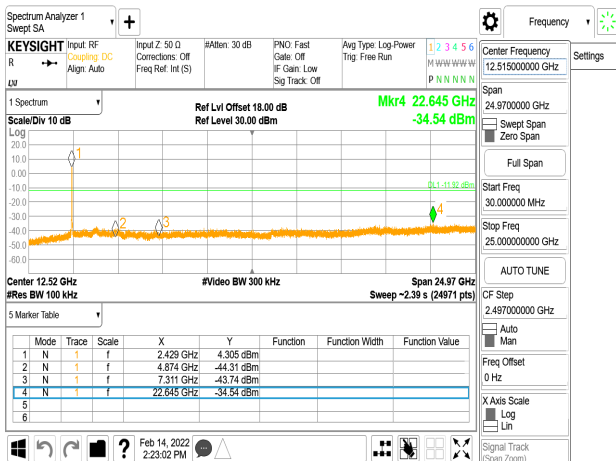 Spectrum Analyzer 1
Swept SA
Frequency
KEYSIGHT
R
LXI
Input: RF
Coupling: DC
Align: Auto
Input Z: 50 Ω
Corrections: Off
Freq Ref: Int (S)
#Atten: 30 dB
PNO: Fast
Gate: Off
IF Gain: Low
Sig Track: Off
Avg Type: Log-Power
Trig: Free Run
1 2 3 4 5 6
M W W W W W
P N N N N N
1 Spectrum
Scale/Div 10 dB
Ref Lvl Offset 18.00 dB
Ref Level 30.00 dBm
Mkr4 22.645 GHz
-34.54 dBm
Log
20.0
10.0
0.00
-10.0
-20.0
-30.0
-40.0
-50.0
-60.0
1
2
3
4
DL1 -11.92 dBm
Center 12.52 GHz
#Video BW 300 kHz
Span 24.97 GHz
#Res BW 100 kHz
Sweep ~2.39 s (24971 pts)
5 Marker Table
Mode Trace Scale X Y Function Function Width Function Value
1 N 1 f 2.429 GHz 4.305 dBm
2 N 1 f 4.874 GHz -44.31 dBm
3 N 1 f 7.311 GHz -43.74 dBm
4 N 1 f 22.645 GHz -34.54 dBm
5
6
?
Feb 14, 2022
2:23:02 PM
Center Frequency
12.515000000 GHz
Settings
Span
24.9700000 GHz
Swept Span
Zero Span
Full Span
Start Freq
30.000000 MHz
Stop Freq
25.000000000 GHz
AUTO TUNE
CF Step
2.497000000 GHz
Auto
Man
Freq Offset
0 Hz
X Axis Scale
Log
Lin
Signal Track
(Span Zoom)